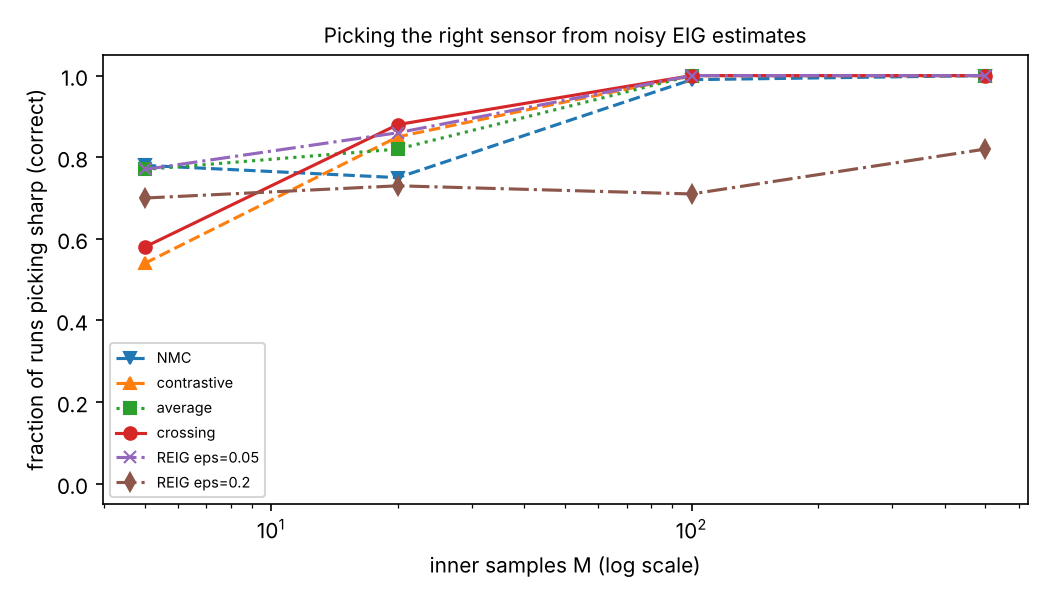 Picking the right sensor from noisy EIG estimates
fraction of runs picking sharp (correct)
1.0
0.8
0.6
0.4
0.2
0.0
NMC
contrastive
average
crossing
REIG eps=0.05
REIG eps=0.2
10¹
10²
inner samples M (log scale)